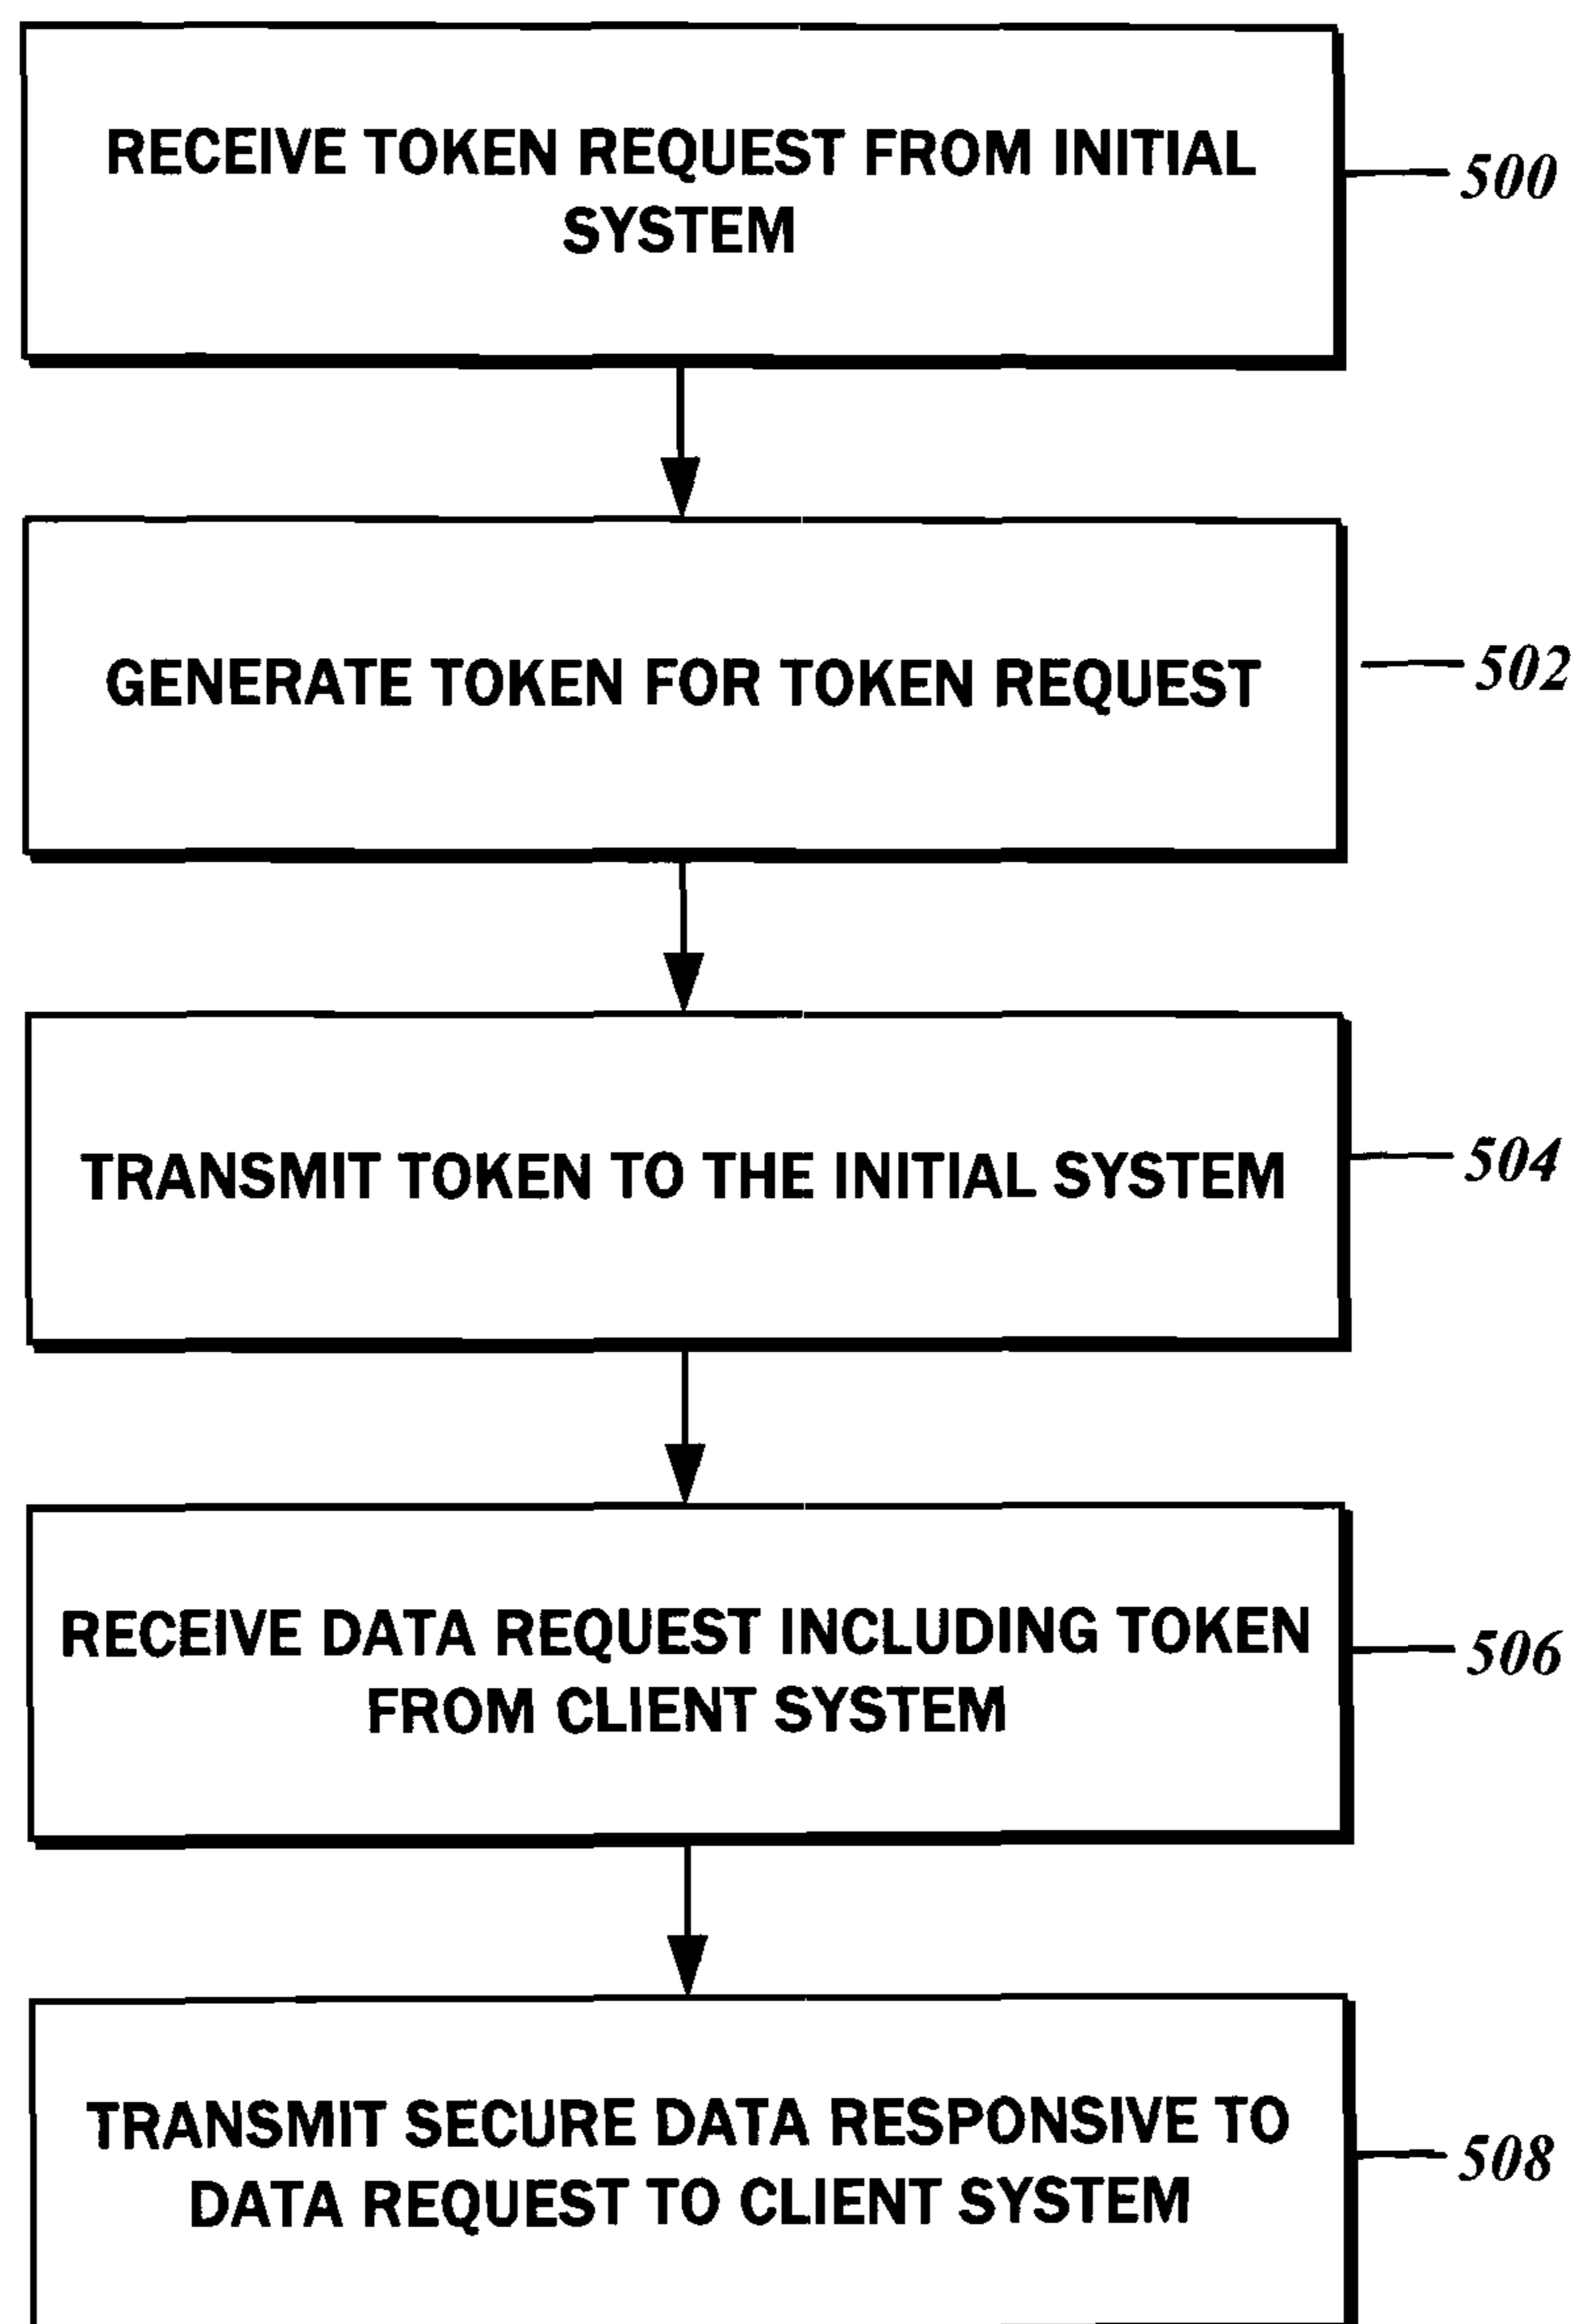 RECEIVE TOKEN REQUEST FROM INITIAL
SYSTEM
500
GENERATE TOKEN FOR TOKEN REQUEST
502
TRANSMIT TOKEN TO THE INITIAL SYSTEM
504
RECEIVE DATA REQUEST INCLUDING TOKEN
FROM CLIENT SYSTEM
506
TRANSMIT SECURE DATA RESPONSIVE TO
DATA REQUEST TO CLIENT SYSTEM
508